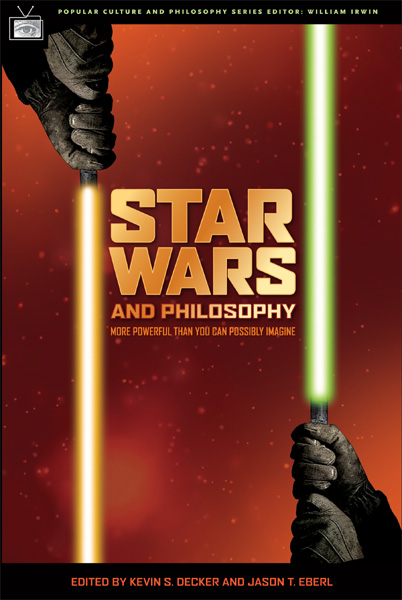 POPULAR CULTURE AND PHILOSOPHY SERIES EDITOR: WILLIAM IRWIN
STAR
WARS
AND PHILOSOPHY
MORE POWERFUL THAN YOU CAN POSSIBLY IMAGINE
EDITED BY KEVIN S. DECKER AND JASON T. EBERL